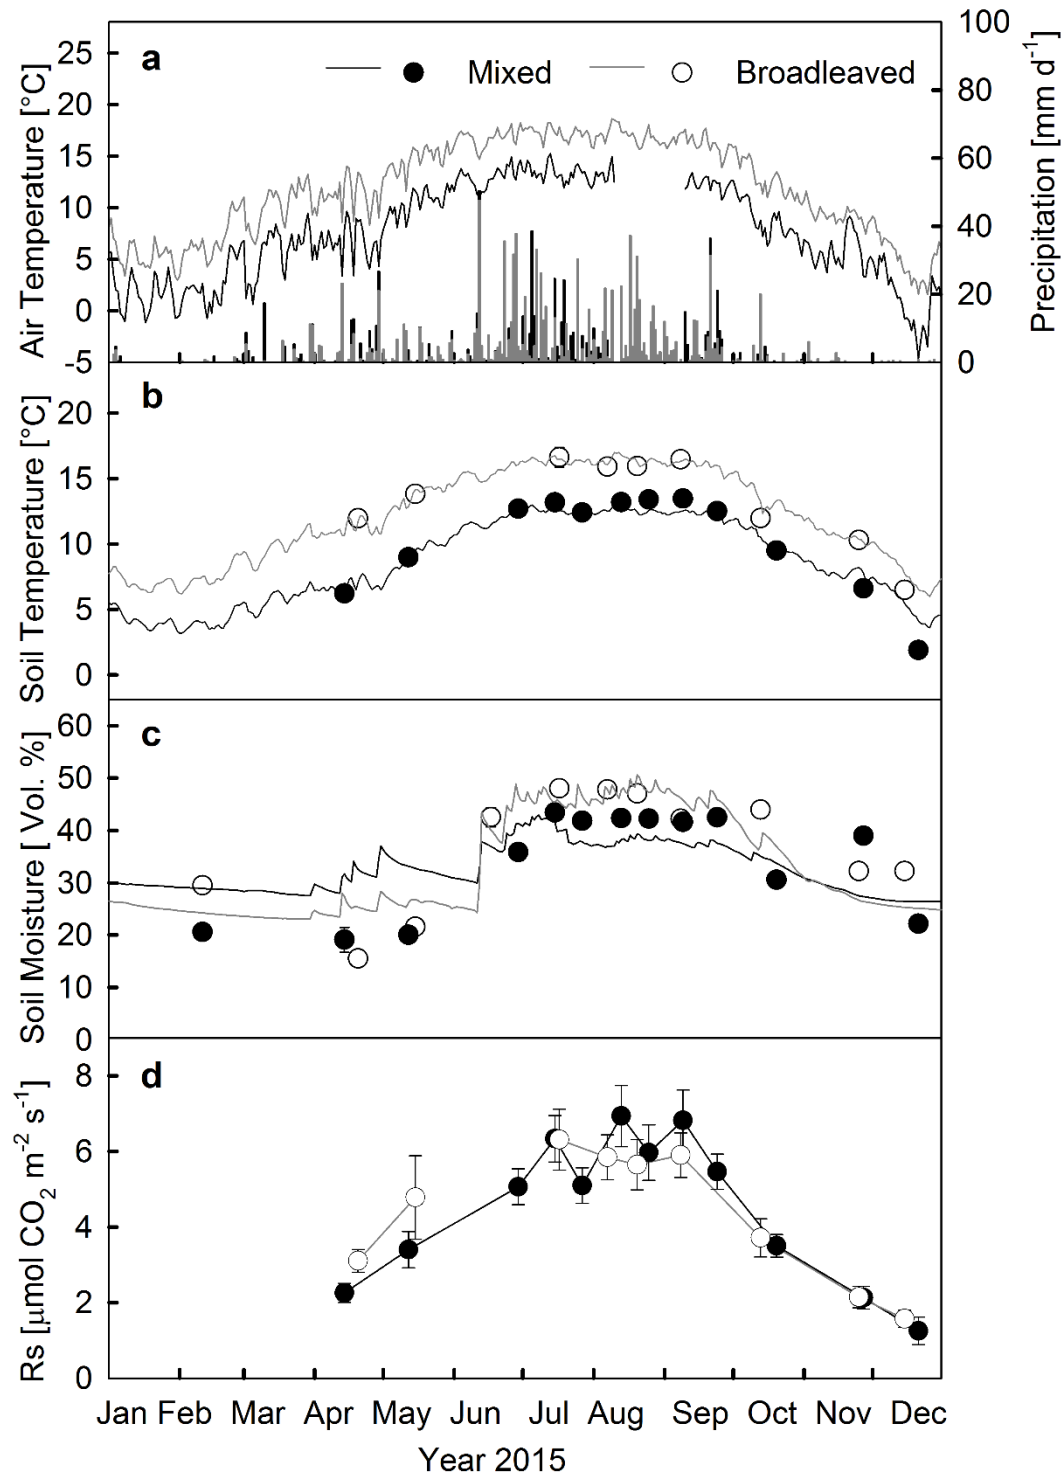 a
Mixed
Broadleaved
Air Temperature [°C]
25
20
15
10
5
0
-5
Precipitation [mm d⁻¹]
100
80
60
40
20
0
b
Soil Temperature [°C]
20
15
10
5
0
c
Soil Moisture [ Vol. %]
60
50
40
30
20
10
0
d
Rs [μmol CO₂ m⁻² s⁻¹]
8
6
4
2
0
Jan Feb Mar Apr May Jun Jul Aug Sep Oct Nov Dec
Year 2015